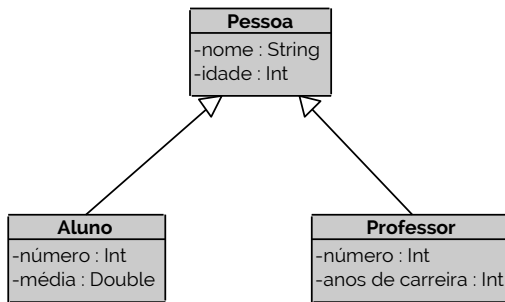 Pessoa
-nome : String
-idade : Int
Aluno
-número : Int
-média : Double
Professor
-número : Int
-anos de carreira : Int